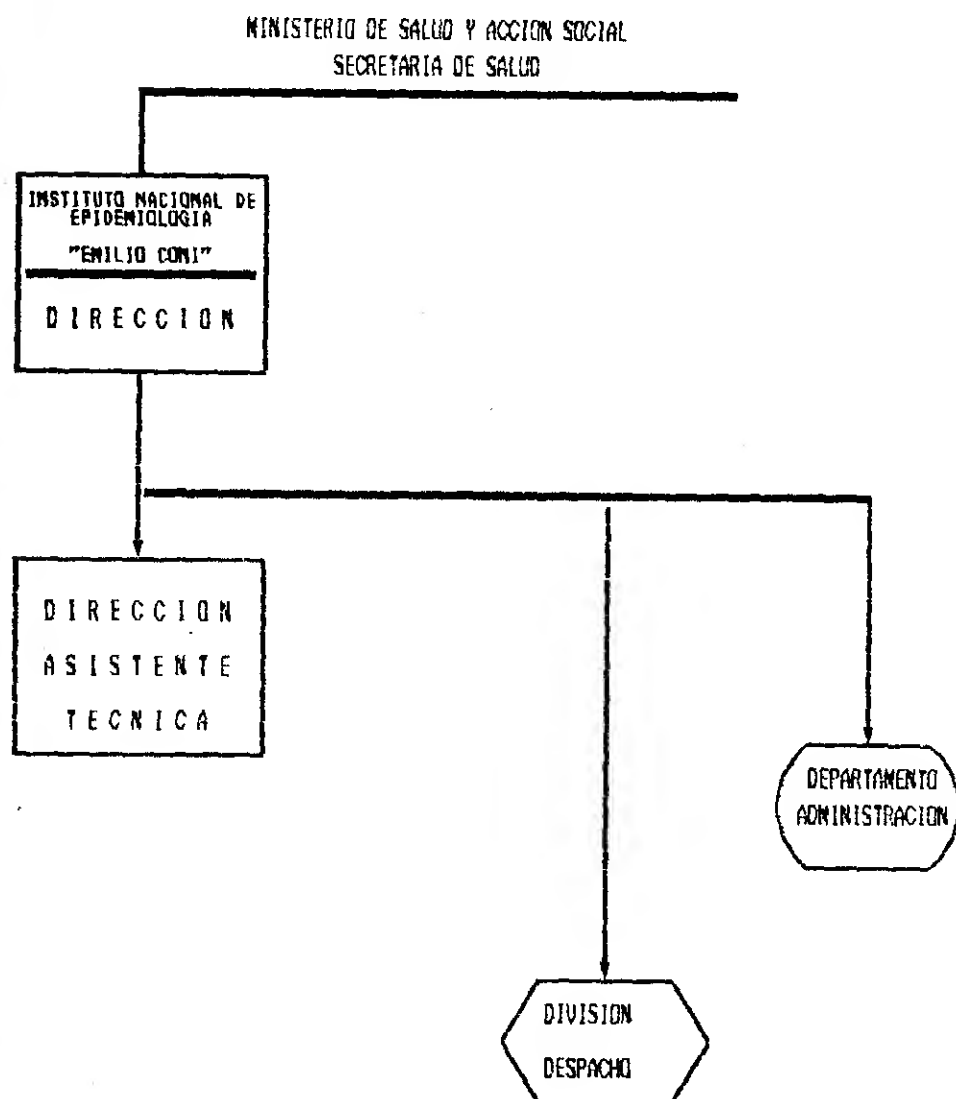 MINISTERIO DE SALUD Y ACCION SOCIAL
SECRETARIA DE SALUD
INSTITUTO NACIONAL DE
EPIDEMIOLOGIA
"EMILIO CONI"
DIRECCION
DIRECCION
ASISTENTE
TECNICA
DEPARTAMENTO
ADMINISTRACION
DIVISION
DESPACHO